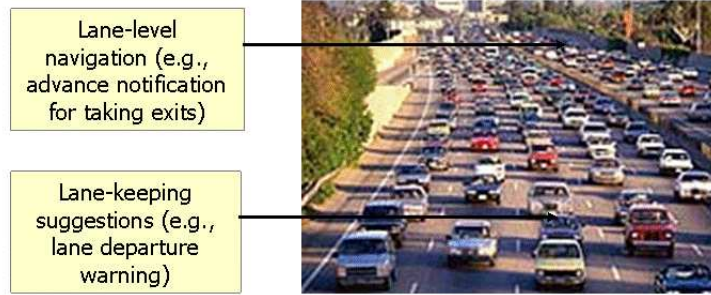 Lane-level
navigation (e.g.,
advance notification
for taking exits)
Lane-keeping
suggestions (e.g.,
lane departure
warning)